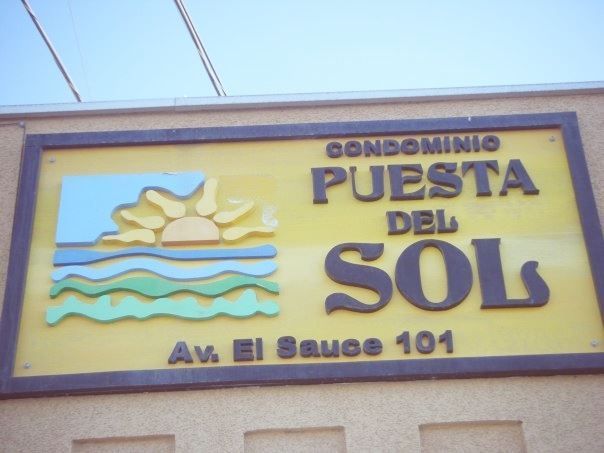 CONDOMINIO
PUESTA
DEL
SOL
Av. El Sauce 101